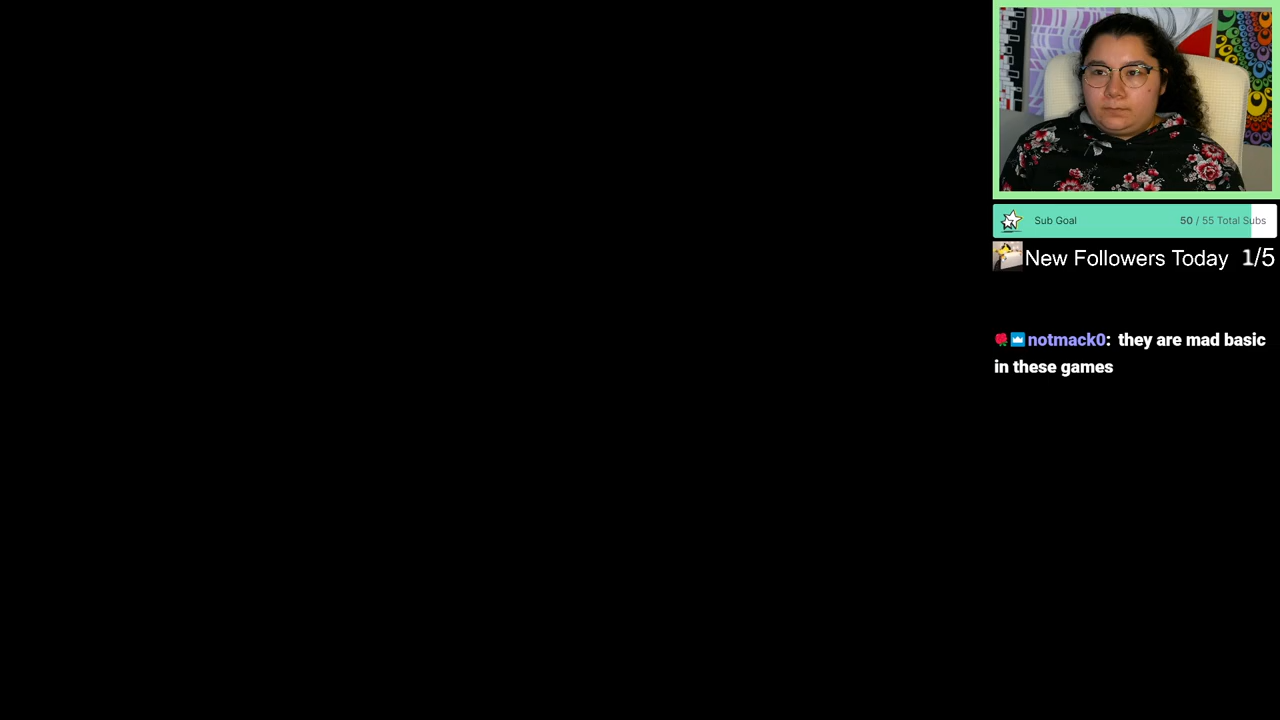 Sub Goal 50 / 55 Total Subs
New Followers Today 1/5
notmack0: they are mad basic
in these games